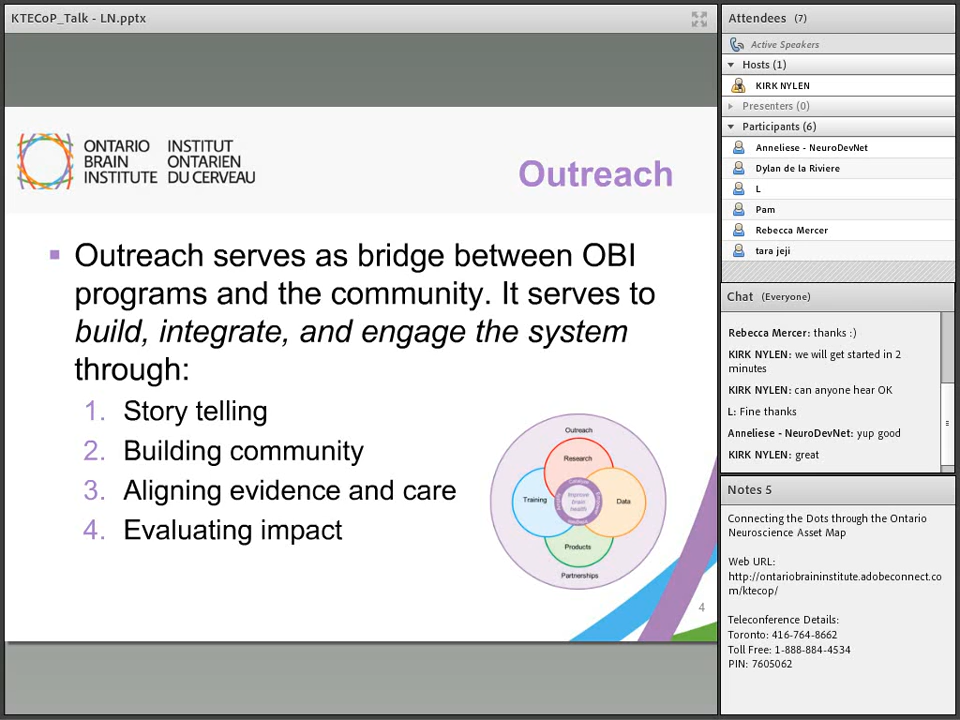 KTECoP_Talk - LN.pptx
ONTARIO BRAIN INSTITUTE
INSTITUT ONTARIEN DU CERVEAU
Outreach
Outreach serves as bridge between OBI
programs and the community. It serves to
build, integrate, and engage the system
through:
1. Story telling
2. Building community
3. Aligning evidence and care
4. Evaluating impact
Outreach
Research
Training
Improve
brain
health
Data
Products
Partnerships
4
Attendees (7)
Active Speakers
Hosts (1)
KIRK NYLEN
Presenters (0)
Participants (6)
Anneliese - NeuroDevNet
Dylan de la Riviere
L
Pam
Rebecca Mercer
tara jeji
Chat (Everyone)
Rebecca Mercer: thanks :)
KIRK NYLEN: we will get started in 2
minutes
KIRK NYLEN: can anyone hear OK
L: Fine thanks
Anneliese - NeuroDevNet: yup good
KIRK NYLEN: great
Notes 5
Connecting the Dots through the Ontario
Neuroscience Asset Map
Web URL:
http://ontariobraininstitute.adobeconnect.co
m/ktecop/
Teleconference Details:
Toronto: 416-764-8662
Toll Free: 1-888-884-4534
PIN: 7605062